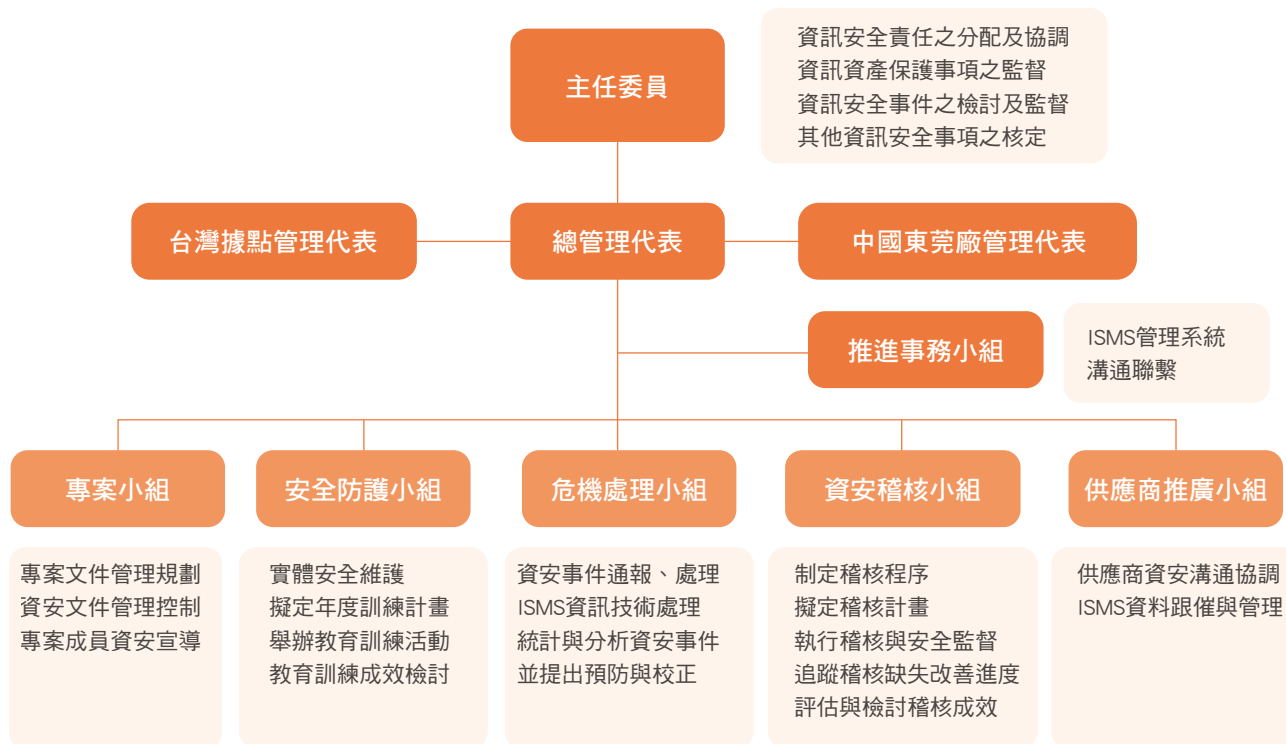 主任委員
資訊安全責任之分配及協調
資訊資產保護事項之監督
資訊安全事件之檢討及監督
其他資訊安全事項之核定
台灣據點管理代表
總管理代表
中國東莞廠管理代表
推進事務小組
ISMS管理系統
溝通聯繫
專案小組
專案文件管理規劃
資安文件管理控制
專案成員資安宣導
安全防護小組
實體安全維護
擬定年度訓練計畫
舉辦教育訓練活動
教育訓練成效檢討
危機處理小組
資安事件通報、處理
ISMS資訊技術處理
統計與分析資安事件
並提出預防與校正
資安稽核小組
制定稽核程序
擬定稽核計畫
執行稽核與安全監督
追蹤稽核缺失改善進度
評估與檢討稽核成效
供應商推廣小組
供應商資安溝通協調
ISMS資料跟催與管理